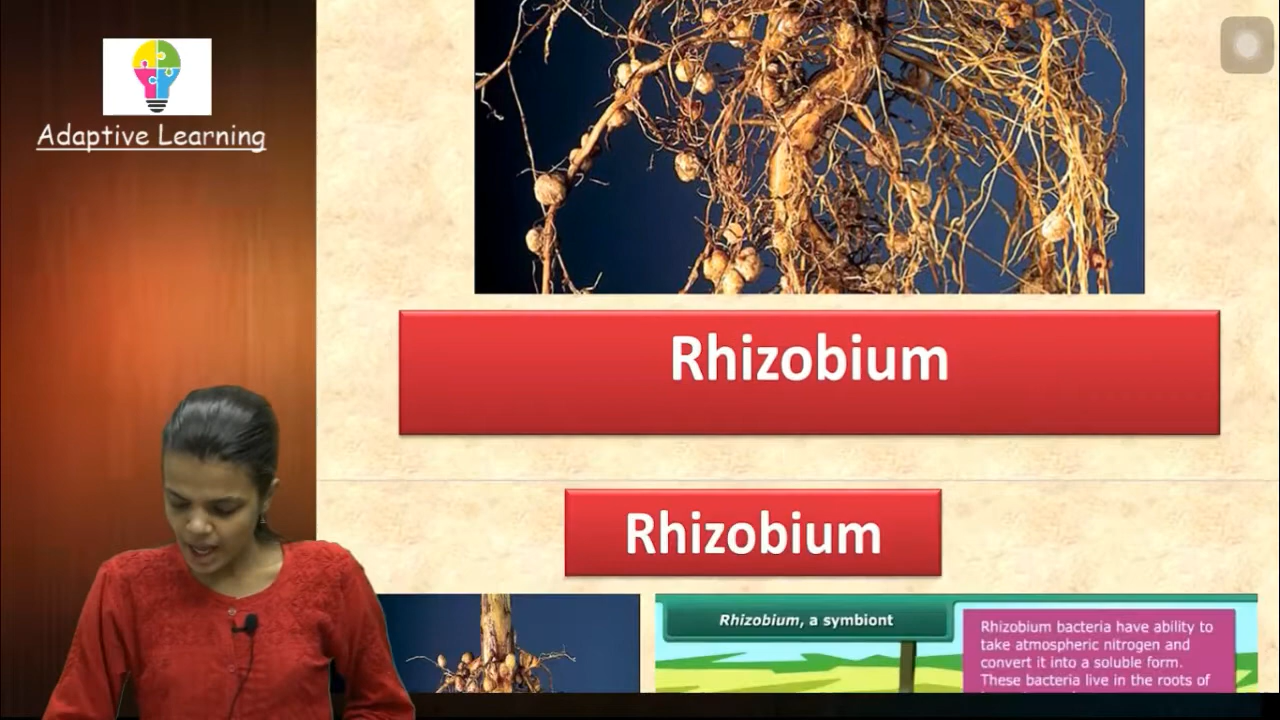 Adaptive Learning
Rhizobium
Rhizobium
Rhizobium, a symbiont
Rhizobium bacteria have ability to
take atmospheric nitrogen and
convert it into a soluble form.
These bacteria live in the roots of